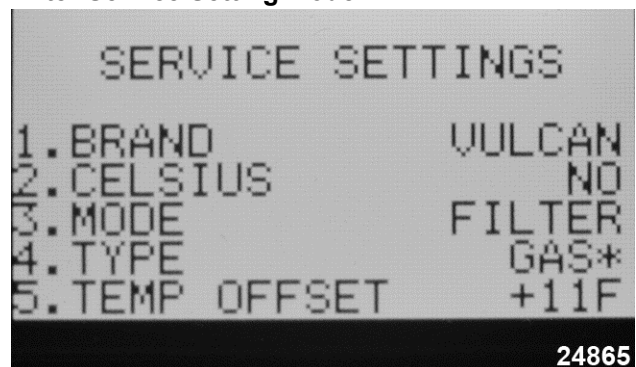 SERVICE SETTINGS
1.BRAND VULCAN
2.CELSIUS NO
3.MODE FILTER
4.TYPE GAS*
5.TEMP OFFSET +11F
24865